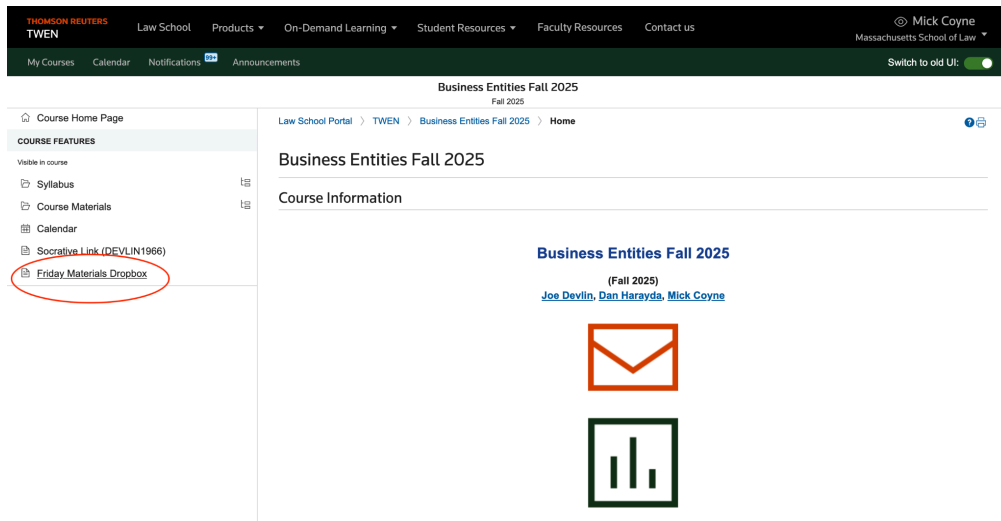 THOMSON REUTERS
TWEN
Law School Products On-Demand Learning Student Resources Faculty Resources Contact us
Mick Coyne
Massachusetts School of Law
My Courses Calendar Notifications 99+ Announcements Switch to old UI:
Business Entities Fall 2025
Fall 2025
Course Home Page
COURSE FEATURES
Visible in course
Syllabus
Course Materials
Calendar
Socrative Link (DEVLIN1966)
Friday Materials Dropbox
Law School Portal > TWEN > Business Entities Fall 2025 > Home
Business Entities Fall 2025
Course Information
Business Entities Fall 2025
(Fall 2025)
Joe Devlin, Dan Harayda, Mick Coyne